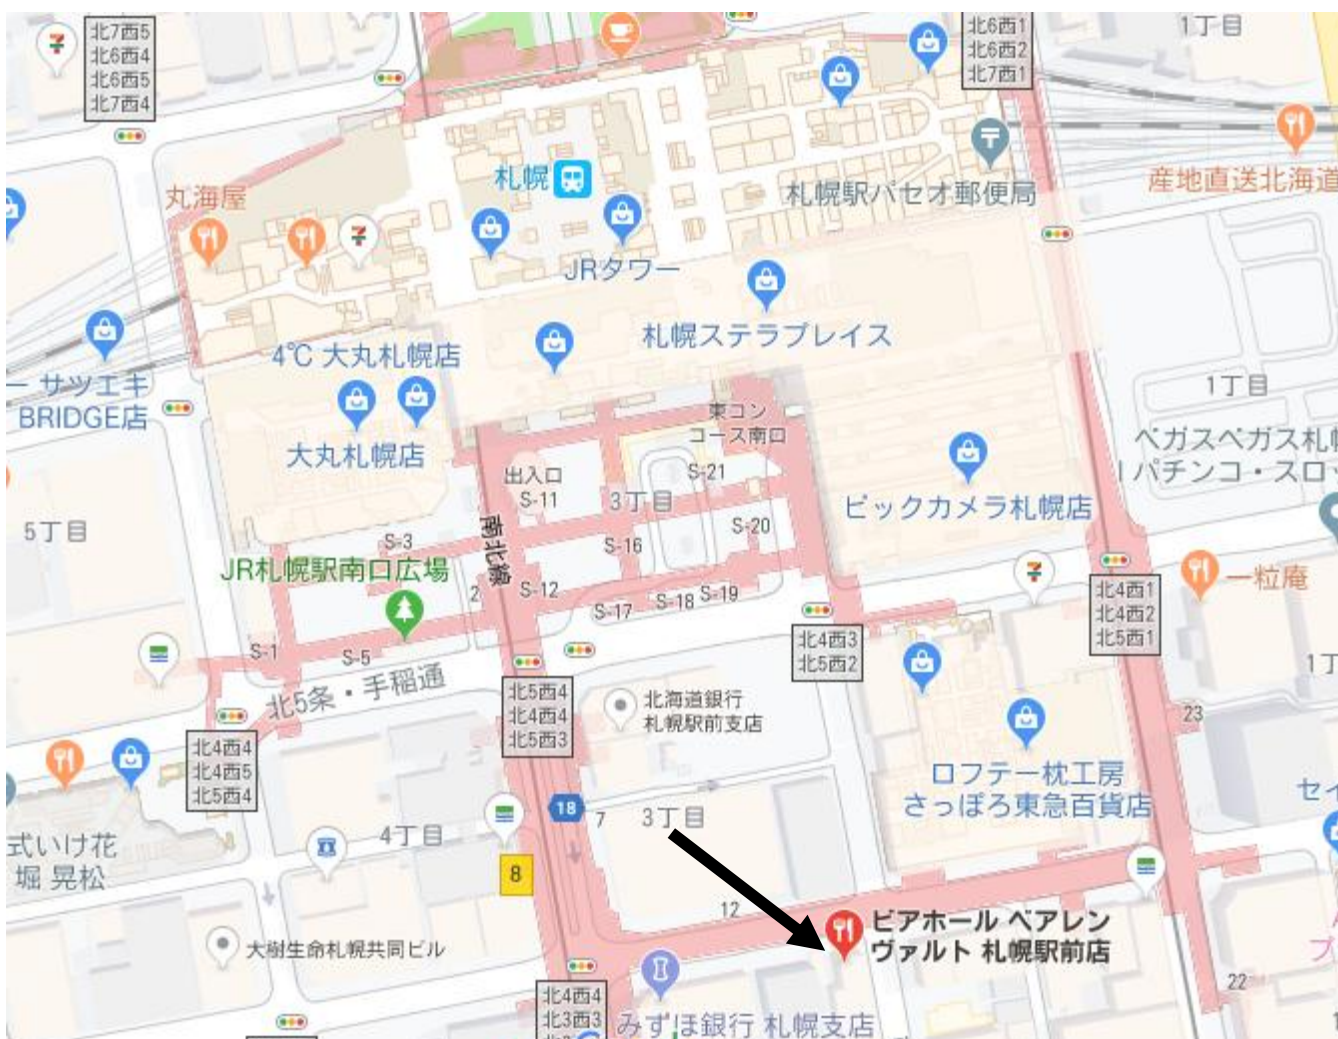 北7西5
北6西4
北6西5
北7西4
北6西1
北6西2
北7西1
1丁目
札幌
丸海屋
札幌駅パセオ郵便局
産地直送北海道
JRタワー
札幌ステラプレイス
4℃ 大丸札幌店
ー サツエキ
BRIDGE店
大丸札幌店
東コン
コース南口
1丁目
ベガスベガス札幌
パチンコ・スロ
出入口
S-11
S-21
3丁目
ビックカメラ札幌店
5丁目
S-3
南北線
S-16
S-20
JR札幌駅南口広場
2
S-12
S-17
S-18
S-19
一粒庵
北4西1
北4西2
北5西1
S-1
S-5
北4西3
北5西2
1丁
北5条・手稲通
北5西4
北4西4
北5西3
北海道銀行
札幌駅前支店
23
北4西4
北4西5
北5西4
ロフテー枕工房
さっぽろ東急百貨店
セイ
18
7
3丁目
4丁目
式いけ花
堀 晃松
8
12
ビアホール ベアレン
ヴァルト 札幌駅前店
大樹生命札幌共同ビル
プ
22
北4西4
北3西3
みずほ銀行 札幌支店